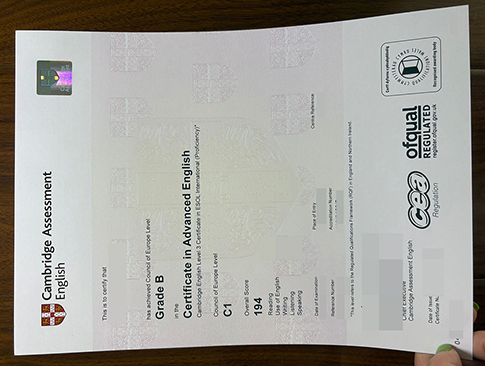 Cambridge Assessment
English
This is to certify that
has achieved Council of Europe Level
Grade B
in the
Certificate in Advanced English
Cambridge English Level 3 Certificate in ESOL International (Proficiency)*
Council of Europe Level
C1
Overall Score
194
Reading
Use of English
Writing
Listening
Speaking
Date of Examination
Place of Entry
Centre Reference
Reference Number
Accreditation Number
*This level refers to the Regulated Qualifications Framework (RQF) in England and Northern Ireland.
Chief Executive
Cambridge Assessment English
Date of Issue
Certificate No.
cea
Regulation
ofqual
REGULATED
register.ofqual.gov.uk
Recognised awarding body